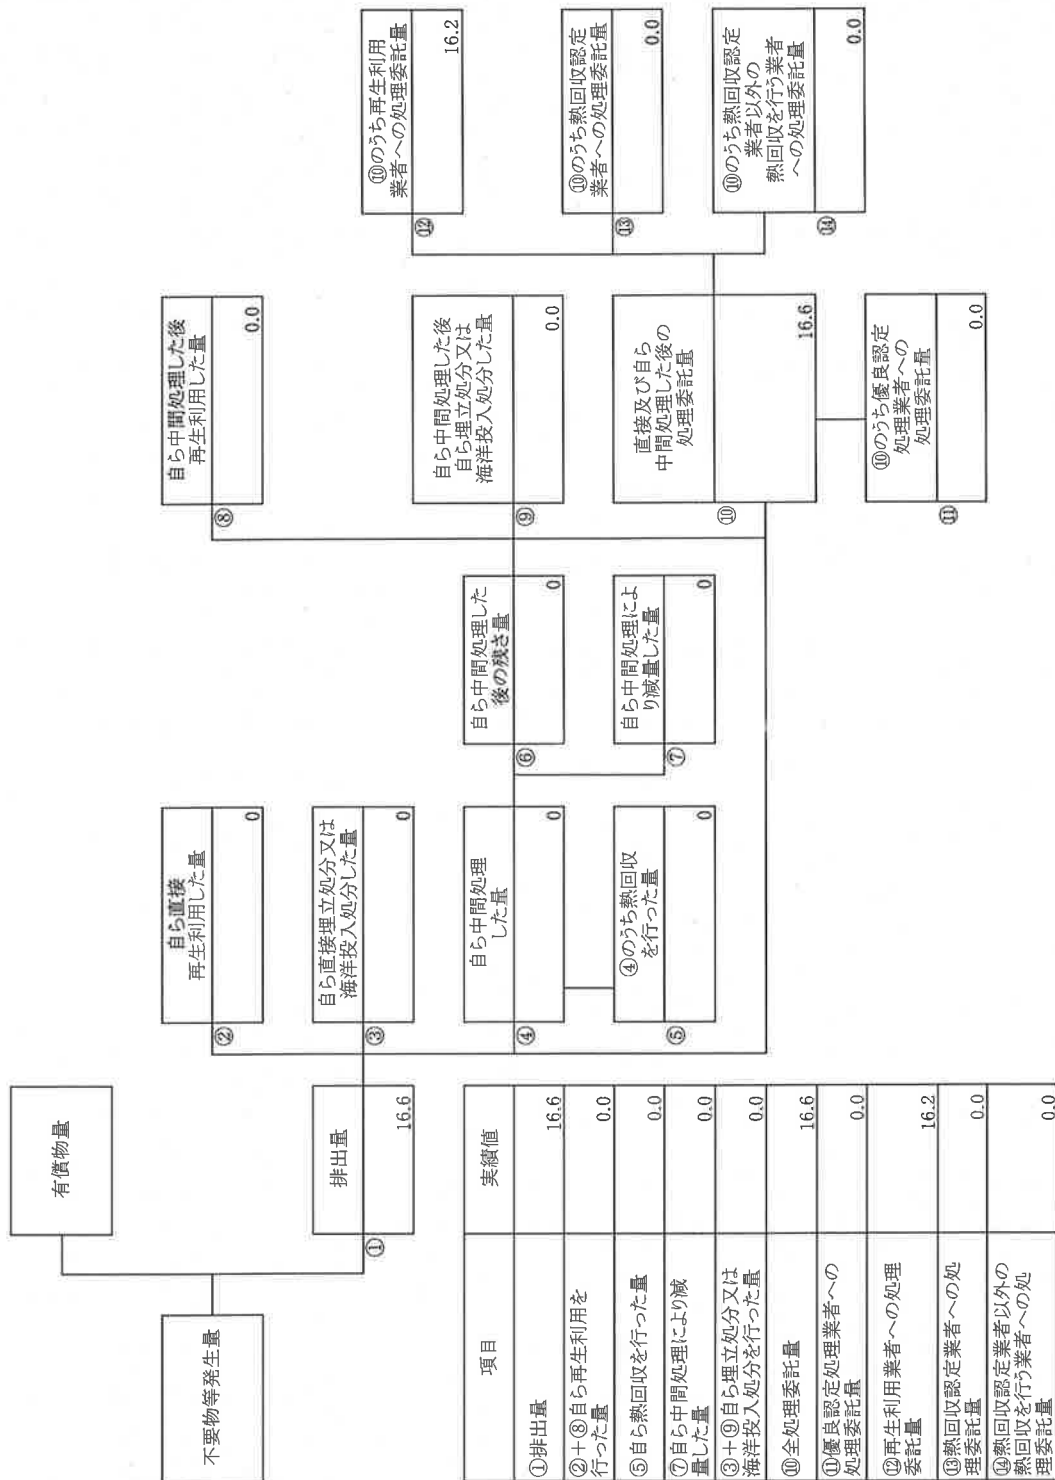 不要物等発生量
有償物量
①
排出量
16.6
②
自ら直接
再生利用した量
0
③
自ら直接埋立処分又は
海洋投入処分した量
0
④
自ら中間処理
した量
0
⑤
④のうち熱回収
を行った量
0
⑥
自ら中間処理した
後の残さ量
0
⑦
自ら中間処理によ
り減量した量
0
⑧
自ら中間処理した後
再生利用した量
0.0
⑨
自ら中間処理した後
自ら埋立処分又は
海洋投入処分した量
0.0
⑩
直接及び自ら
中間処理した後の
処理委託量
16.6
⑪
⑩のうち優良認定
処理業者への
処理委託量
0.0
⑫
⑩のうち再生利用
業者への処理委託量
16.2
⑬
⑩のうち熱回収認定
業者への処理委託量
0.0
⑭
⑩のうち熱回収認定
業者以外の
熱回収を行う業者
への処理委託量
0.0
項目
実績値
①排出量
16.6
②+⑧自ら再生利用を
行った量
0.0
⑤自ら熱回収を行った量
0.0
⑦自ら中間処理により減
量した量
0.0
③+⑨自ら埋立処分又は
海洋投入処分を行った量
0.0
⑩全処理委託量
16.6
⑪優良認定処理業者への
処理委託量
0.0
⑫再生利用業者への処理
委託量
16.2
⑬熱回収認定業者への処
理委託量
0.0
⑭熱回収認定業者以外の
熱回収を行う業者への処
理委託量
0.0